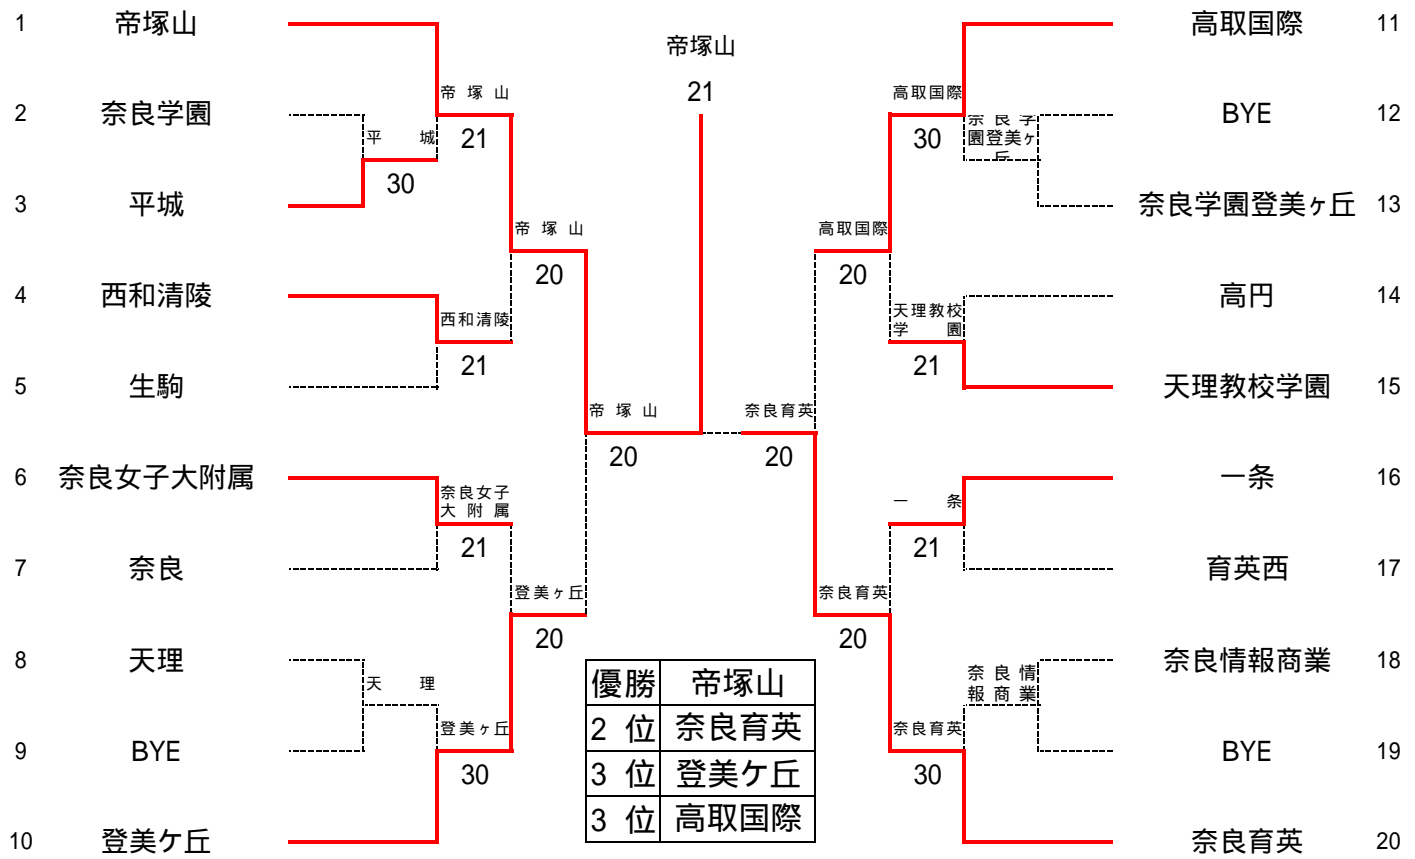 1 帝塚山
2 奈良学園
3 平城
4 西和清陵
5 生駒
6 奈良女子大附属
7 奈良
8 天理
9 BYE
10 登美ケ丘
平城
30
帝塚山
21
西和清陵
21
奈良女子
大附属
21
天理
登美ヶ丘
30
帝塚山
20
登美ヶ丘
20
帝塚山
20
帝塚山
21
奈良育英
20
高取国際
20
奈良育英
20
高取国際
30
天理教校
学園
21
一条
21
奈良育英
30
奈良学
園登美ヶ
丘
奈良情
報商業
高取国際 11
BYE 12
奈良学園登美ヶ丘 13
高円 14
天理教校学園 15
一条 16
育英西 17
奈良情報商業 18
BYE 19
奈良育英 20
優勝 帝塚山
2 位 奈良育英
3 位 登美ケ丘
3 位 高取国際